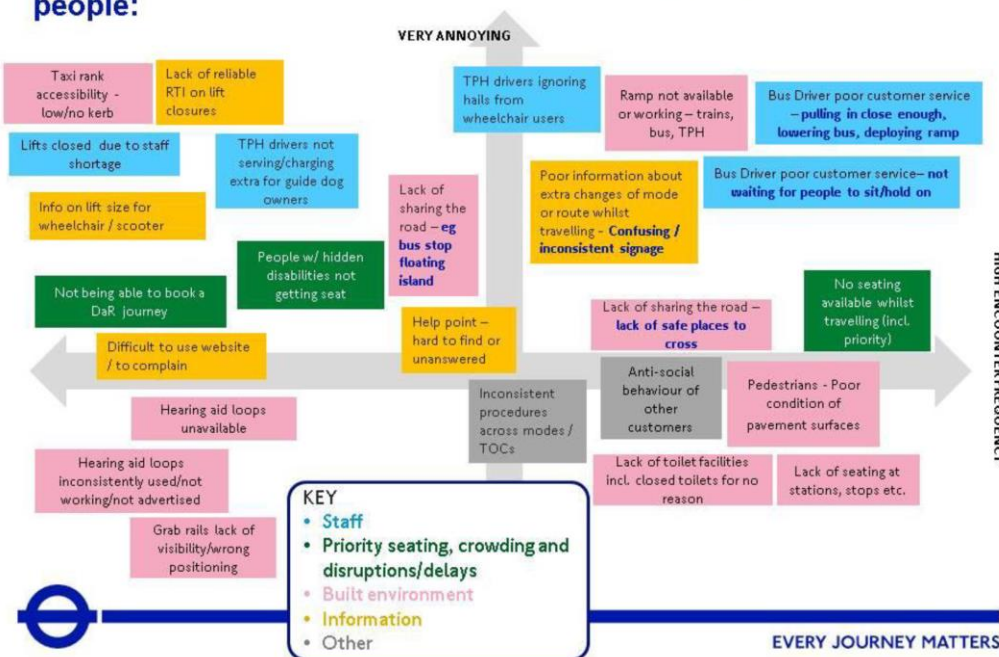 people:
VERY ANNOYING
Taxi rank
accessibility -
low/no kerb
Lack of reliable
RTI on lift
closures
TPH drivers ignoring
hails from
wheelchair users
Ramp not available
or working – trains,
bus, TPH
Bus Driver poor customer service
– pulling in close enough,
lowering bus, deploying ramp
Lifts closed due to staff
shortage
TPH drivers not
serving/charging
extra for guide dog
owners
Lack of
sharing the
road – eg
bus stop
floating
island
Poor information about
extra changes of mode
or route whilst
travelling - Confusing /
inconsistent signage
Bus Driver poor customer service– not
waiting for people to sit/hold on
Info on lift size for
wheelchair / scooter
People w/ hidden
disabilities not
getting seat
Not being able to book a
DaR journey
Help point –
hard to find or
unanswered
Lack of sharing the road –
lack of safe places to
cross
No seating
available whilst
travelling (incl.
priority)
Difficult to use website
/ to complain
HIGH ENCOUNTER FREQUENCY
Hearing aid loops
unavailable
Inconsistent
procedures
across modes /
TOCs
Anti-social
behaviour of
other
customers
Pedestrians - Poor
condition of
pavement surfaces
Hearing aid loops
inconsistently used/not
working/not advertised
Lack of toilet facilities
incl. closed toilets for no
reason
Lack of seating at
stations, stops etc.
Grab rails lack of
visibility/wrong
positioning
KEY
• Staff
• Priority seating, crowding and
disruptions/delays
• Built environment
• Information
• Other
EVERY JOURNEY MATTERS